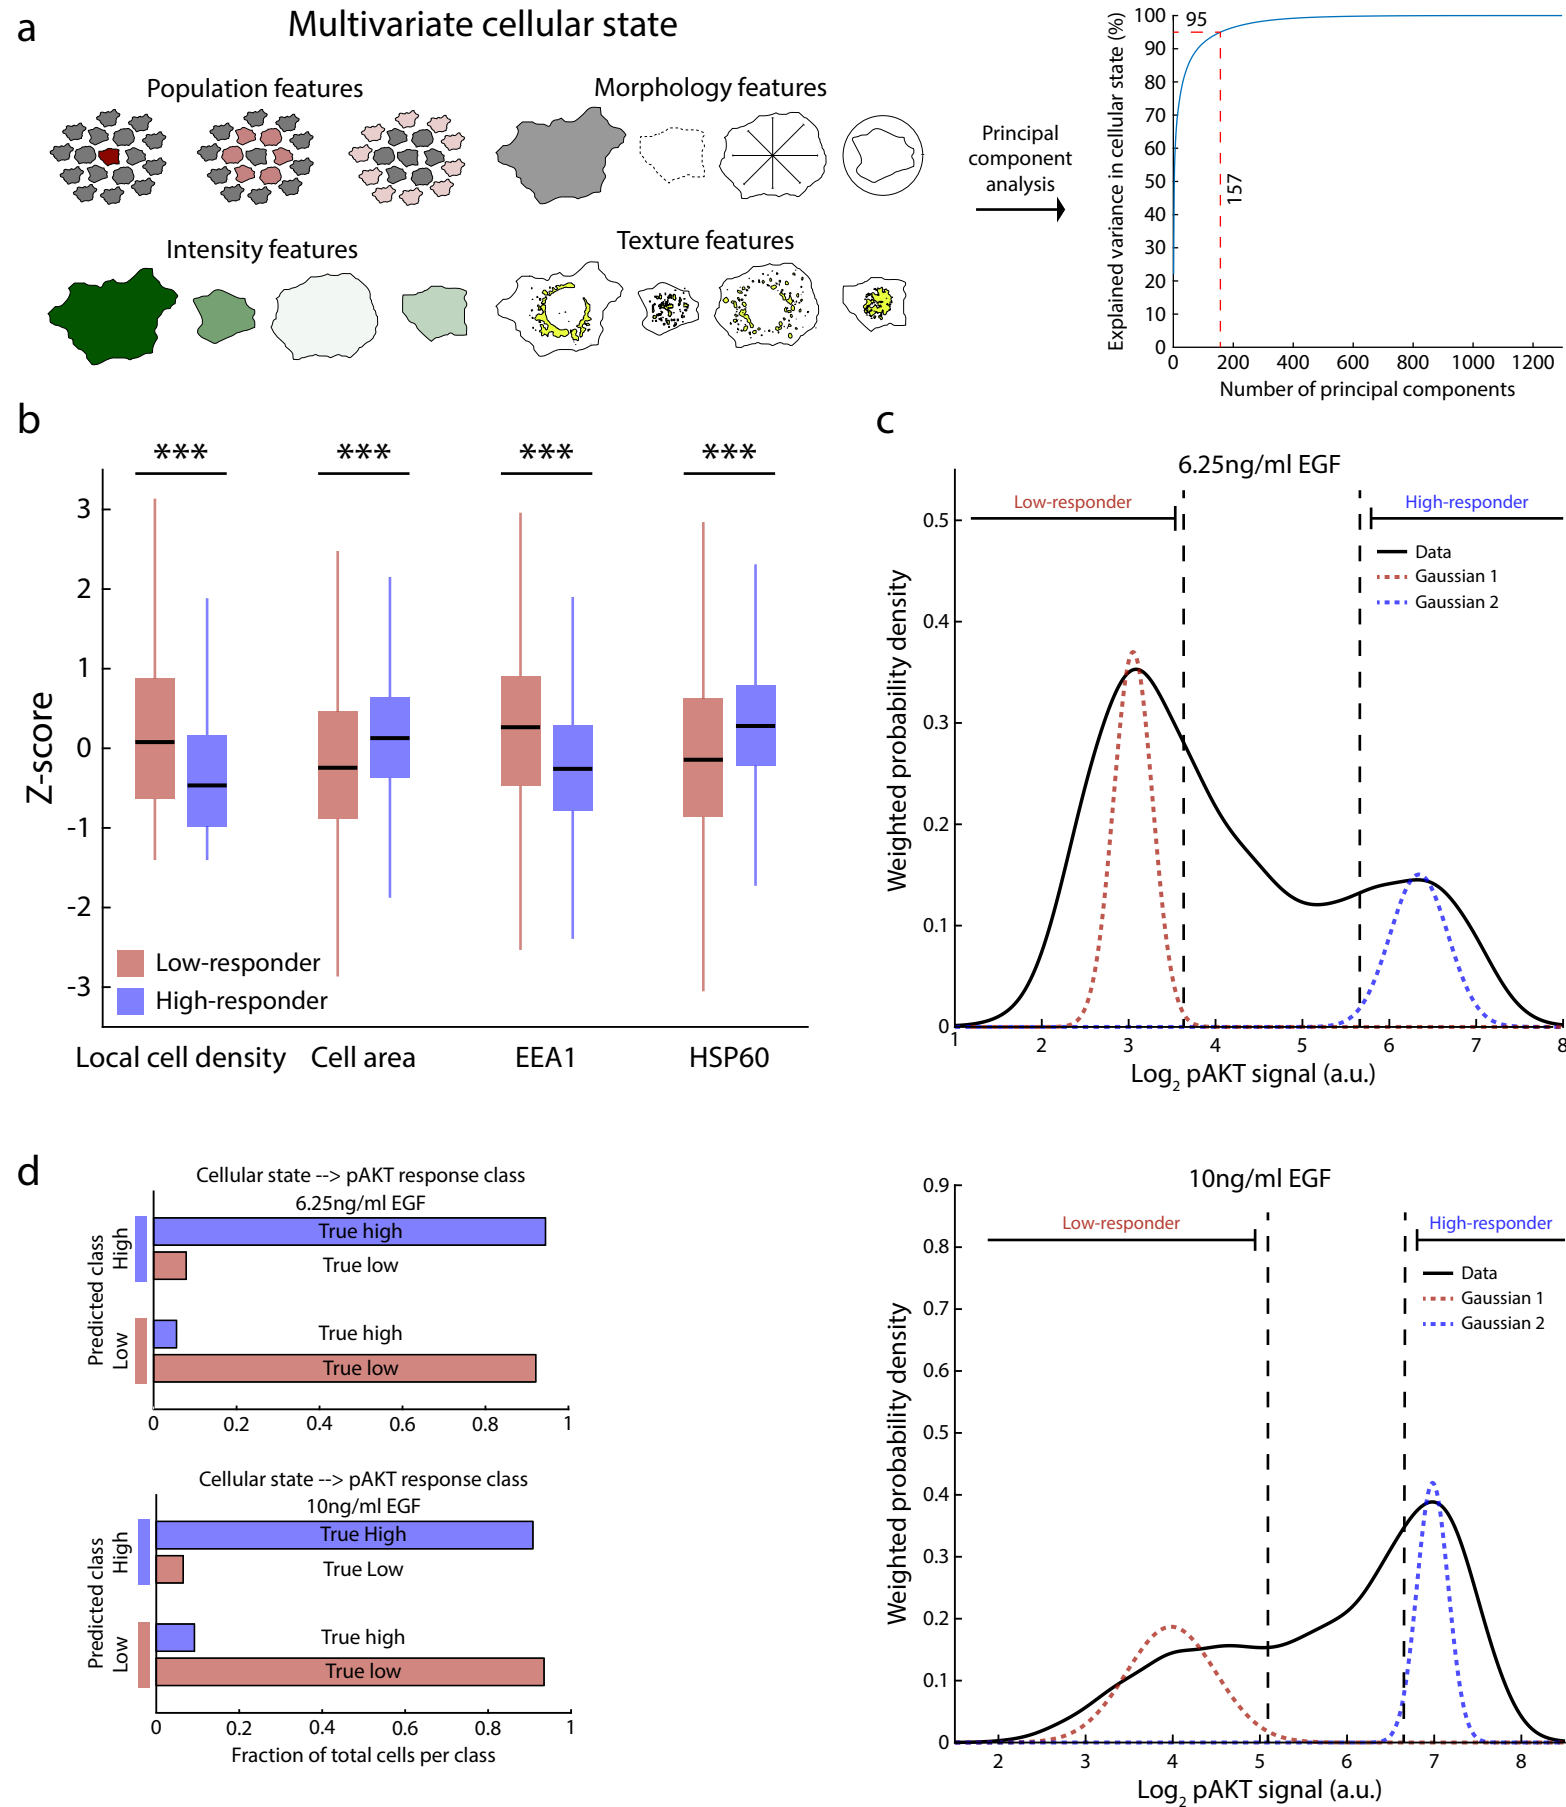 a
Multivariate cellular state
Population features
Morphology features
Intensity features
Texture features
Principal
component
analysis
Explained variance in cellular state (%)
100
90
80
70
60
50
40
30
20
10
0
95
157
0 200 400 600 800 1000 1200
Number of principal components
b
*** *** *** ***
Z-score
3
2
1
0
-1
-2
-3
Low-responder
High-responder
Local cell density Cell area EEA1 HSP60
c
6.25ng/ml EGF
Low-responder High-responder
Data
Gaussian 1
Gaussian 2
Weighted probability density
0.5
0.4
0.3
0.2
0.1
0
1 2 3 4 5 6 7 8
Log2 pAKT signal (a.u.)
10ng/ml EGF
Low-responder High-responder
Data
Gaussian 1
Gaussian 2
Weighted probability density
0.9
0.8
0.7
0.6
0.5
0.4
0.3
0.2
0.1
0
2 3 4 5 6 7 8
Log2 pAKT signal (a.u.)
d
Cellular state --> pAKT response class
6.25ng/ml EGF
Predicted class
High
Low
True high
True low
True high
True low
0 0.2 0.4 0.6 0.8 1
Cellular state --> pAKT response class
10ng/ml EGF
Predicted class
High
Low
True High
True Low
True high
True low
0 0.2 0.4 0.6 0.8 1
Fraction of total cells per class